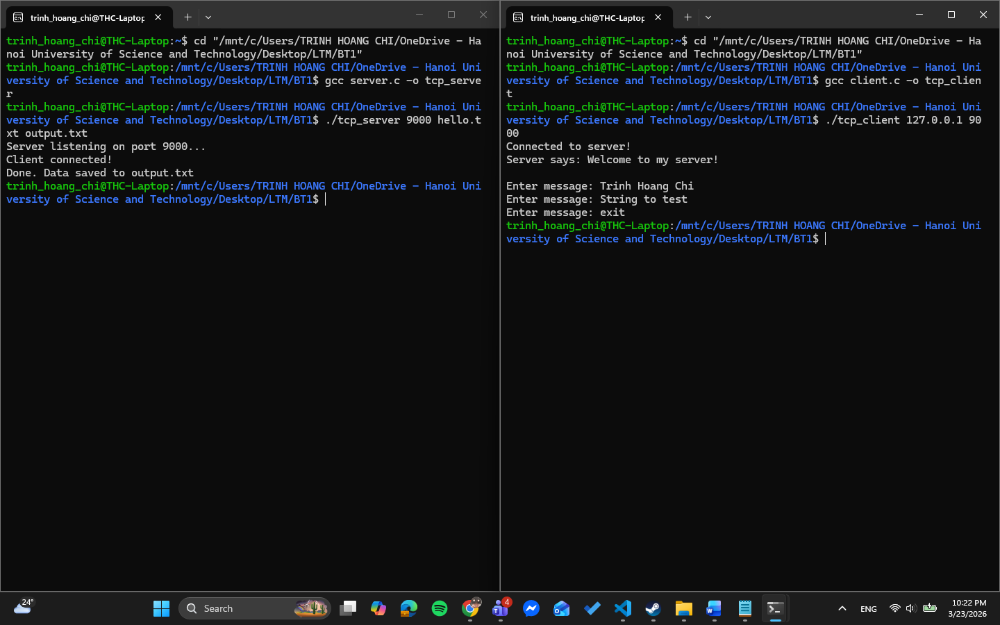 trinh_hoang_chi@THC-Laptop:
trinh_hoang_chi@THC-Laptop:~$ cd "/mnt/c/Users/TRINH HOANG CHI/OneDrive - Ha
noi University of Science and Technology/Desktop/LTM/BT1"
trinh_hoang_chi@THC-Laptop:/mnt/c/Users/TRINH HOANG CHI/OneDrive - Hanoi Uni
versity of Science and Technology/Desktop/LTM/BT1$ gcc server.c -o tcp_serve
r
trinh_hoang_chi@THC-Laptop:/mnt/c/Users/TRINH HOANG CHI/OneDrive - Hanoi Uni
versity of Science and Technology/Desktop/LTM/BT1$ ./tcp_server 9000 hello.t
xt output.txt
Server listening on port 9000...
Client connected!
Done. Data saved to output.txt
trinh_hoang_chi@THC-Laptop:/mnt/c/Users/TRINH HOANG CHI/OneDrive - Hanoi Uni
versity of Science and Technology/Desktop/LTM/BT1$
trinh_hoang_chi@THC-Laptop:
trinh_hoang_chi@THC-Laptop:~$ cd "/mnt/c/Users/TRINH HOANG CHI/OneDrive - Ha
noi University of Science and Technology/Desktop/LTM/BT1"
trinh_hoang_chi@THC-Laptop:/mnt/c/Users/TRINH HOANG CHI/OneDrive - Hanoi Uni
versity of Science and Technology/Desktop/LTM/BT1$ gcc client.c -o tcp_clien
t
trinh_hoang_chi@THC-Laptop:/mnt/c/Users/TRINH HOANG CHI/OneDrive - Hanoi Uni
versity of Science and Technology/Desktop/LTM/BT1$ ./tcp_client 127.0.0.1 90
00
Connected to server!
Server says: Welcome to my server!
Enter message: Trinh Hoang Chi
Enter message: String to test
Enter message: exit
trinh_hoang_chi@THC-Laptop:/mnt/c/Users/TRINH HOANG CHI/OneDrive - Hanoi Uni
versity of Science and Technology/Desktop/LTM/BT1$
24°
Search
4
ENG
10:22 PM
3/23/2026